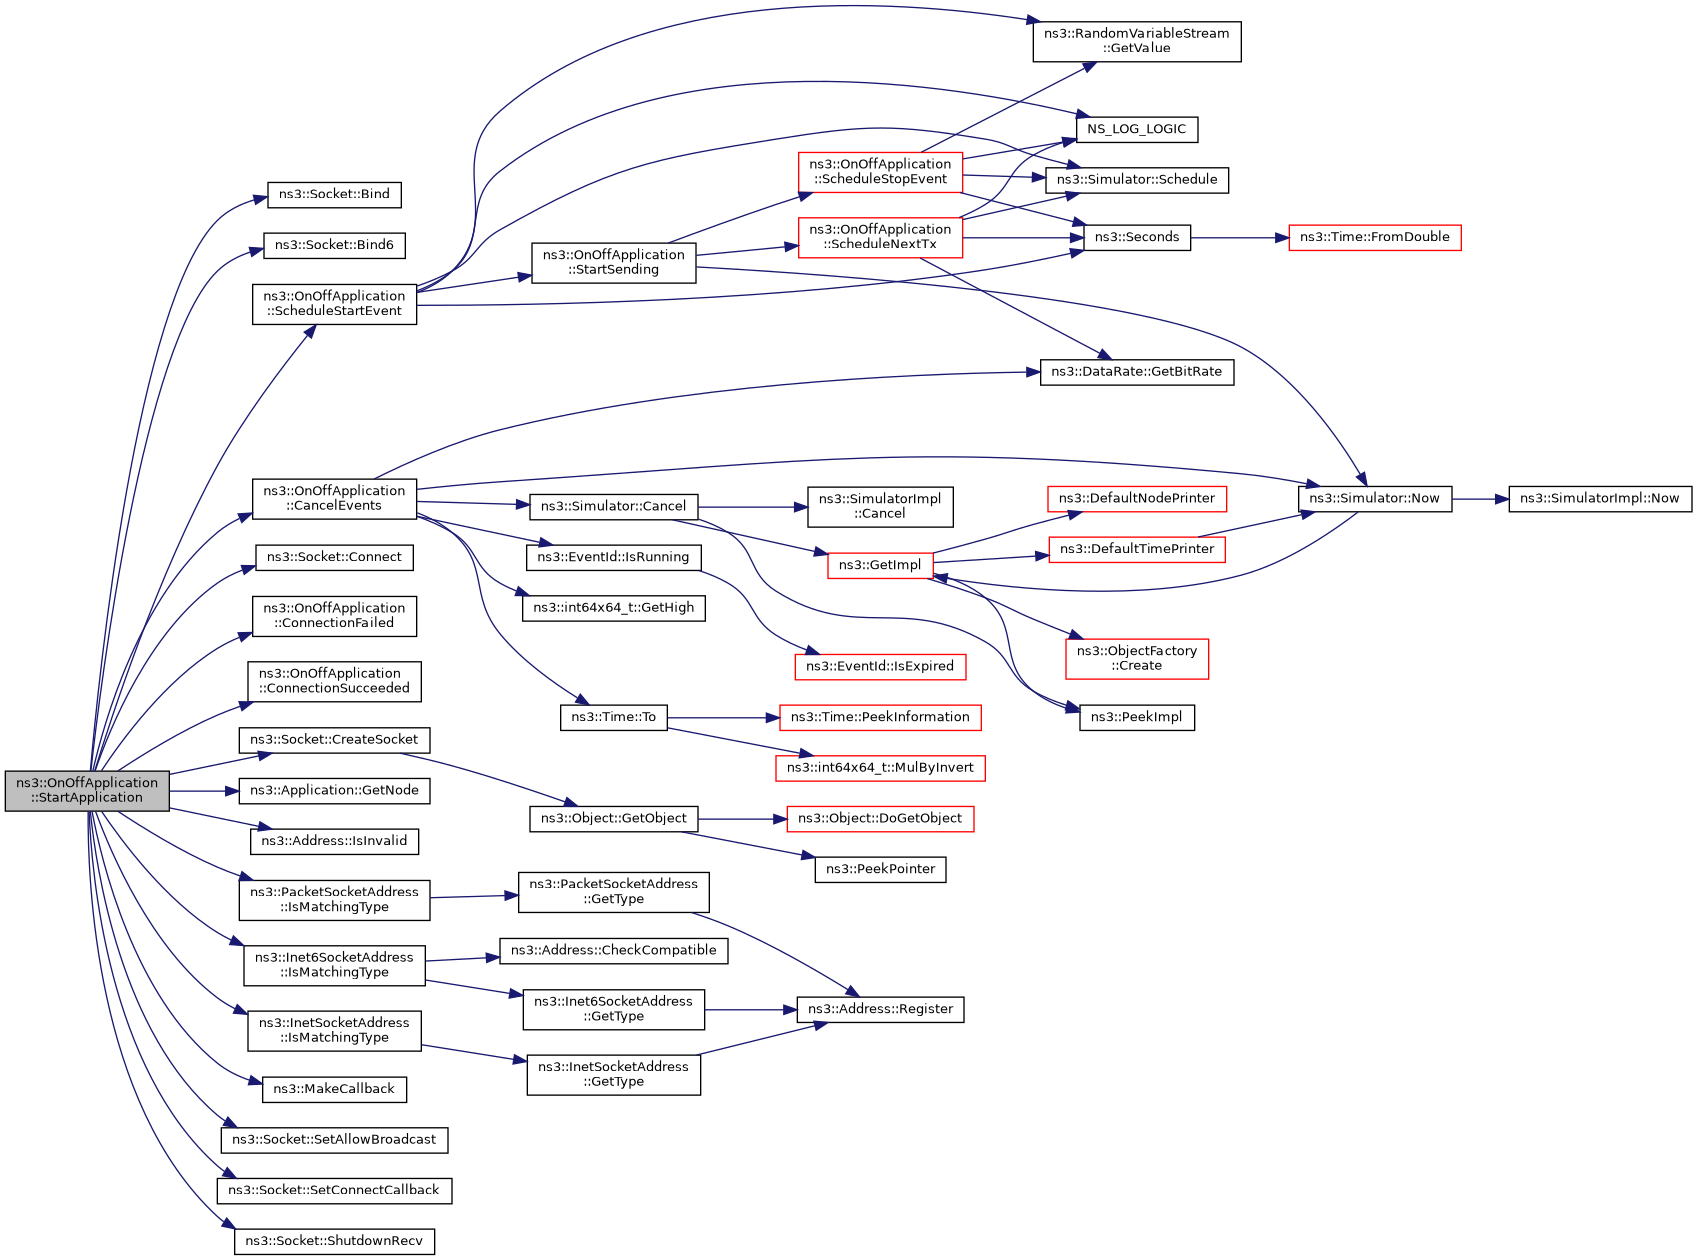 ns3::RandomVariableStream
::GetValue
NS_LOG_LOGIC
ns3::OnOffApplication
::ScheduleStopEvent
ns3::Simulator::Schedule
ns3::Socket::Bind
ns3::OnOffApplication
::ScheduleNextTx
ns3::Seconds
ns3::Time::FromDouble
ns3::Socket::Bind6
ns3::OnOffApplication
::StartSending
ns3::OnOffApplication
::ScheduleStartEvent
ns3::DataRate::GetBitRate
ns3::OnOffApplication
::CancelEvents
ns3::Simulator::Cancel
ns3::SimulatorImpl
::Cancel
ns3::DefaultNodePrinter
ns3::Simulator::Now
ns3::SimulatorImpl::Now
ns3::Socket::Connect
ns3::EventId::IsRunning
ns3::GetImpl
ns3::DefaultTimePrinter
ns3::OnOffApplication
::ConnectionFailed
ns3::int64x64_t::GetHigh
ns3::EventId::IsExpired
ns3::ObjectFactory
::Create
ns3::OnOffApplication
::ConnectionSucceeded
ns3::Time::To
ns3::Time::PeekInformation
ns3::PeekImpl
ns3::Socket::CreateSocket
ns3::int64x64_t::MulByInvert
ns3::OnOffApplication
::StartApplication
ns3::Application::GetNode
ns3::Object::GetObject
ns3::Object::DoGetObject
ns3::Address::IsInvalid
ns3::PeekPointer
ns3::PacketSocketAddress
::IsMatchingType
ns3::PacketSocketAddress
::GetType
ns3::Inet6SocketAddress
::IsMatchingType
ns3::Address::CheckCompatible
ns3::Inet6SocketAddress
::GetType
ns3::Address::Register
ns3::InetSocketAddress
::IsMatchingType
ns3::InetSocketAddress
::GetType
ns3::MakeCallback
ns3::Socket::SetAllowBroadcast
ns3::Socket::SetConnectCallback
ns3::Socket::ShutdownRecv